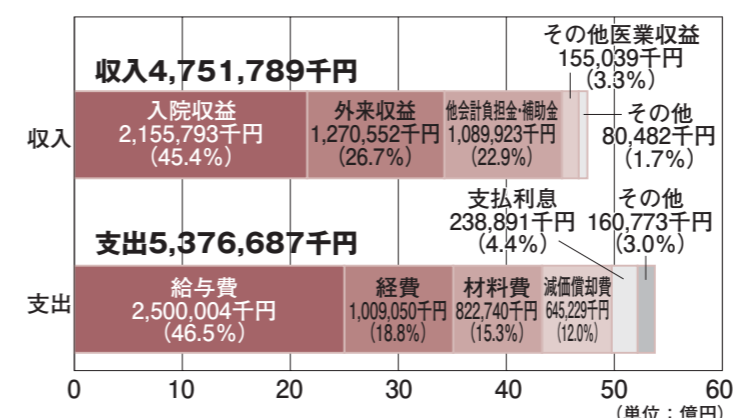 その他医業収益
155,039千円
(3.3%)
収入4,751,789千円
収入
入院収益
2,155,793千円
(45.4%)
外来収益
1,270,552千円
(26.7%)
他会計負担金・補助金
1,089,923千円
(22.9%)
その他
80,482千円
(1.7%)
支払利息
238,891千円
(4.4%)
その他
160,773千円
(3.0%)
支出5,376,687千円
支出
給与費
2,500,004千円
(46.5%)
経費
1,009,050千円
(18.8%)
材料費
822,740千円
(15.3%)
減価償却費
645,229千円
(12.0%)
0 10 20 30 40 50 60
(単位：億円)